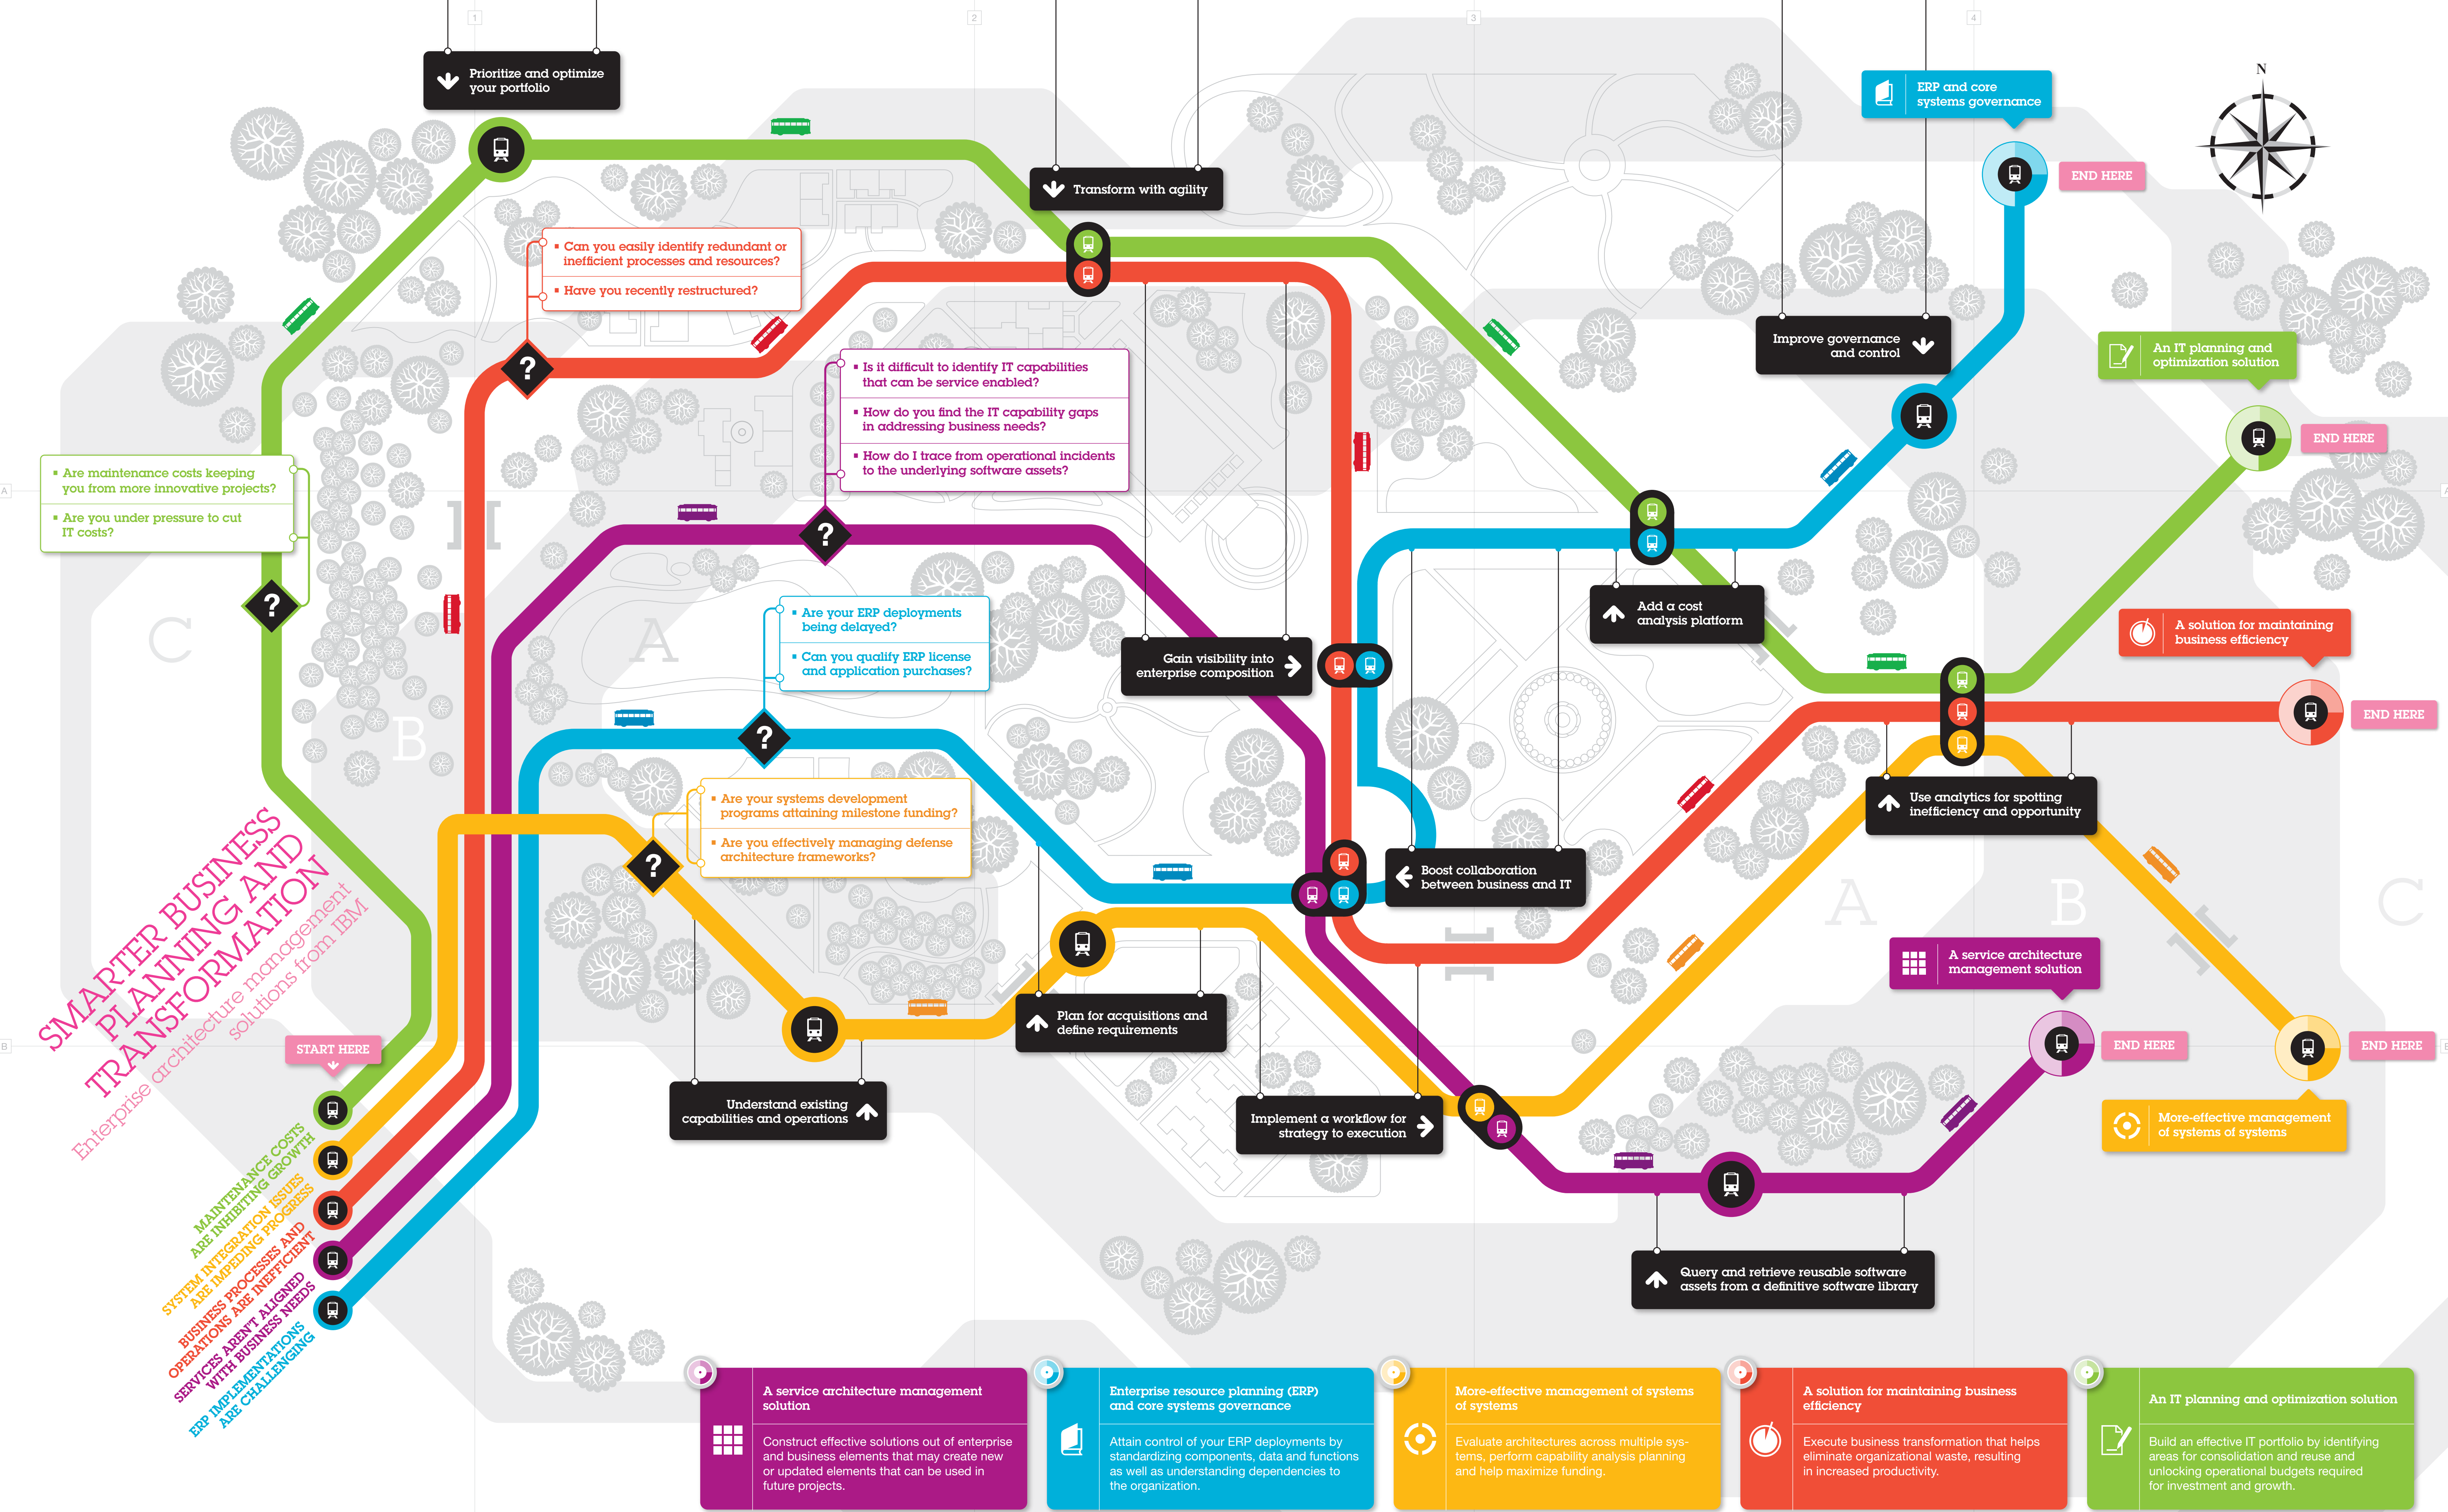 1
2
3
4
Prioritize and optimize
your portfolio
ERP and core
systems governance
N
END HERE
Transform with agility
Can you easily identify redundant or
inefficient processes and resources?
Have you recently restructured?
Improve governance
and control
An IT planning and
optimization solution
END HERE
Is it difficult to identify IT capabilities
that can be service enabled?
How do you find the IT capability gaps
in addressing business needs?
How do I trace from operational incidents
to the underlying software assets?
A
A
Are maintenance costs keeping
you from more innovative projects?
Are you under pressure to cut
IT costs?
?
?
?
C
A
B
Are your ERP deployments
being delayed?
Can you qualify ERP license
and application purchases?
?
Gain visibility into
enterprise composition
Add a cost
analysis platform
A solution for maintaining
business efficiency
END HERE
Are your systems development
programs attaining milestone funding?
Are you effectively managing defense
architecture frameworks?
?
Use analytics for spotting
inefficiency and opportunity
Boost collaboration
between business and IT
A
B
C
SMARTER BUSINESS
PLANNING AND
TRANSFORMATION
Enterprise architecture management
solutions from IBM
A service architecture
management solution
END HERE
END HERE
B
Plan for acquisitions and
define requirements
START HERE
Understand existing
capabilities and operations
Implement a workflow for
strategy to execution
More-effective management
of systems of systems
MAINTENANCE COSTS
ARE INHIBITING GROWTH
SYSTEM INTEGRATION ISSUES
ARE IMPEDING PROGRESS
BUSINESS PROCESSES AND
OPERATIONS ARE INEFFICIENT
SERVICES AREN'T ALIGNED
WITH BUSINESS NEEDS
ERP IMPLEMENTATIONS
ARE CHALLENGING
Query and retrieve reusable software
assets from a definitive software library
A service architecture management
solution
Construct effective solutions out of enterprise
and business elements that may create new
or updated elements that can be used in
future projects.
Enterprise resource planning (ERP)
and core systems governance
Attain control of your ERP deployments by
standardizing components, data and functions
as well as understanding dependencies to
the organization.
More-effective management of systems
of systems
Evaluate architectures across multiple sys-
tems, perform capability analysis planning
and help maximize funding.
A solution for maintaining business
efficiency
Execute business transformation that helps
eliminate organizational waste, resulting
in increased productivity.
An IT planning and optimization solution
Build an effective IT portfolio by identifying
areas for consolidation and reuse and
unlocking operational budgets required
for investment and growth.